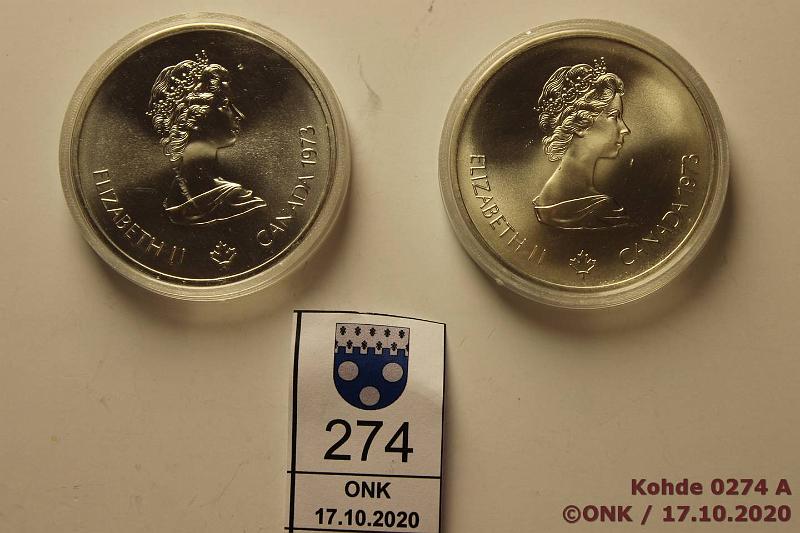 ELIZABETH II CANADA 1973
ELIZABETH II CANADA 1973
274
ONK
17.10.2020
Kohde 0274 A
©ONK / 17.10.2020